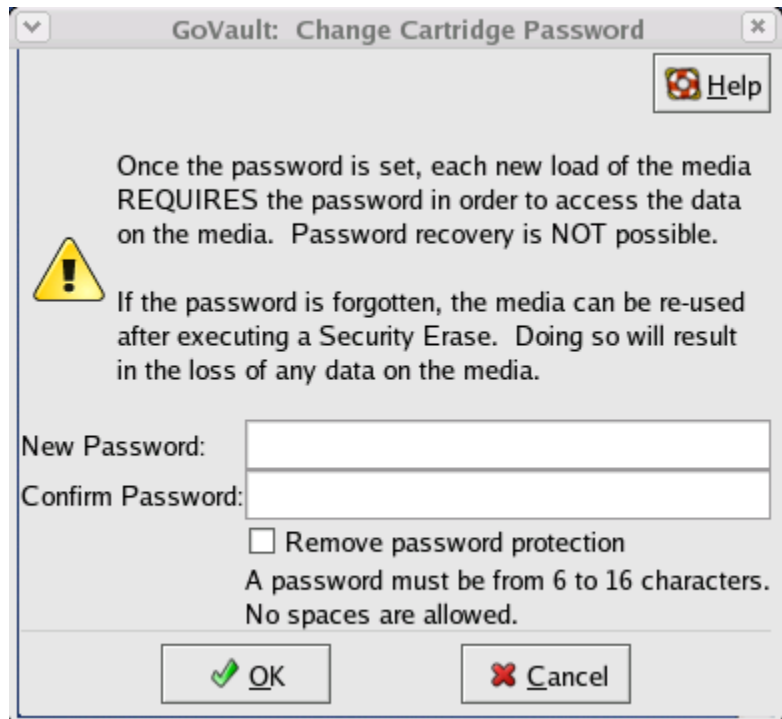 GoVault: Change Cartridge Password
Help
Once the password is set, each new load of the media
REQUIRES the password in order to access the data
on the media. Password recovery is NOT possible.
If the password is forgotten, the media can be re-used
after executing a Security Erase. Doing so will result
in the loss of any data on the media.
New Password:
Confirm Password:
Remove password protection
A password must be from 6 to 16 characters.
No spaces are allowed.
OK
Cancel